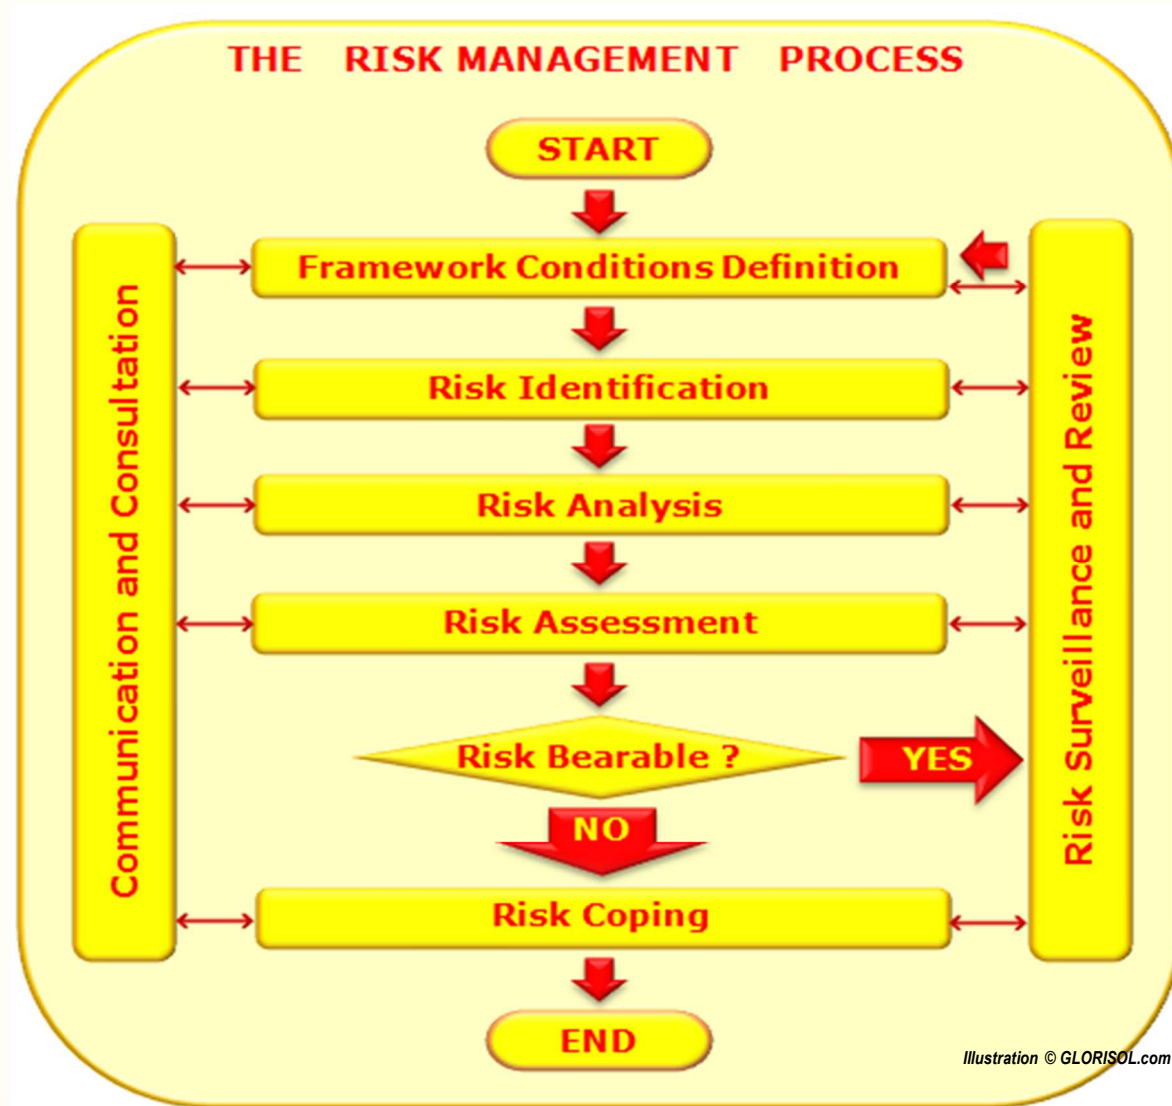 THE RISK MANAGEMENT PROCESS
START
Framework Conditions Definition
Risk Identification
Risk Analysis
Risk Assessment
Risk Bearable ?
YES
NO
Risk Coping
END
Communication and Consultation
Risk Surveillance and Review
Illustration © GLORISOL.com